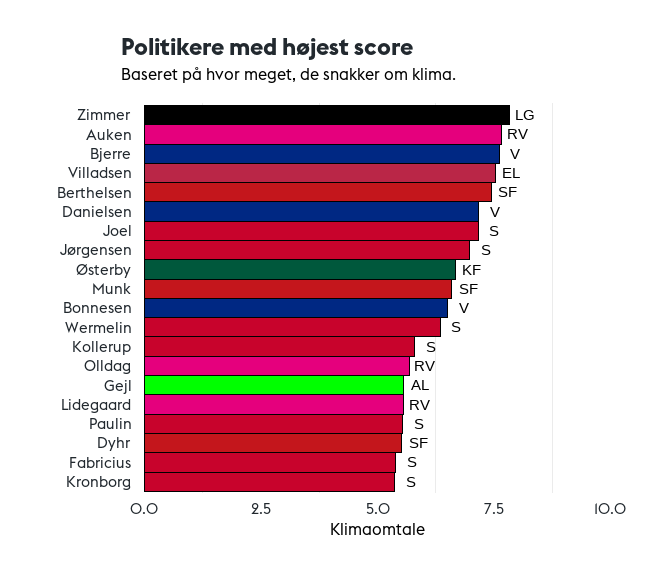 Politikere med højest score
Baseret på hvor meget, de snakker om klima.
Zimmer LG
Auken RV
Bjerre V
Villadsen EL
Berthelsen SF
Danielsen V
Joel S
Jørgensen S
Østerby KF
Munk SF
Bonnesen V
Wermelin S
Kollerup S
Olldag RV
Gejl AL
Lidegaard RV
Paulin S
Dyhr SF
Fabricius S
Kronborg S
0.0 2.5 5.0 7.5 10.0
Klimaomtale